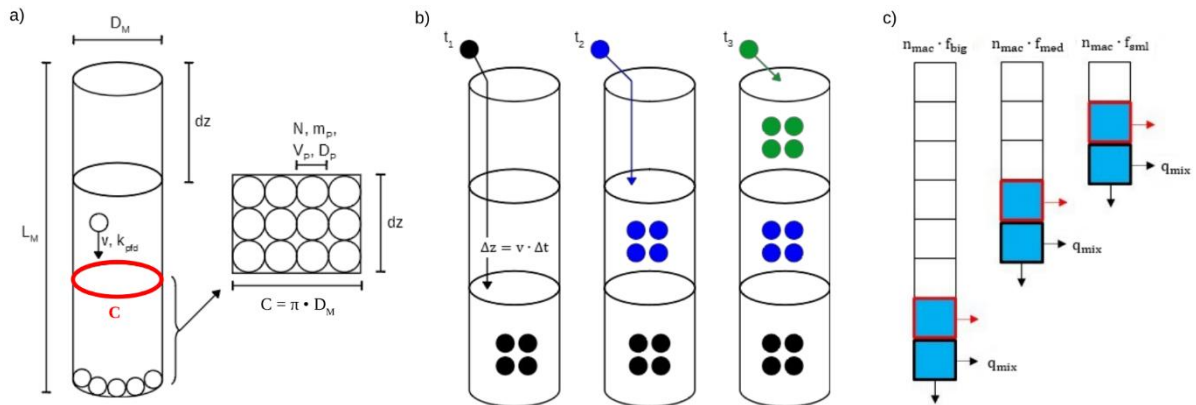 a)
D_M
L_M
dz
v, k_pfd
C
N, m_p,
V_p, D_p
dz
C = π • D_M
b)
t_1
t_2
t_3
Δz = v · Δt
c)
n_mac · f_big
n_mac · f_med
n_mac · f_sml
q_mix
q_mix
q_mix